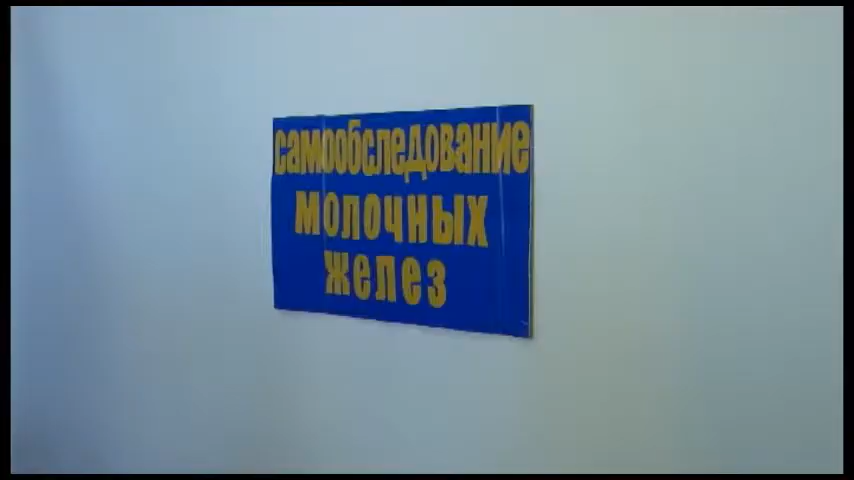 самообследование
молочных
желез